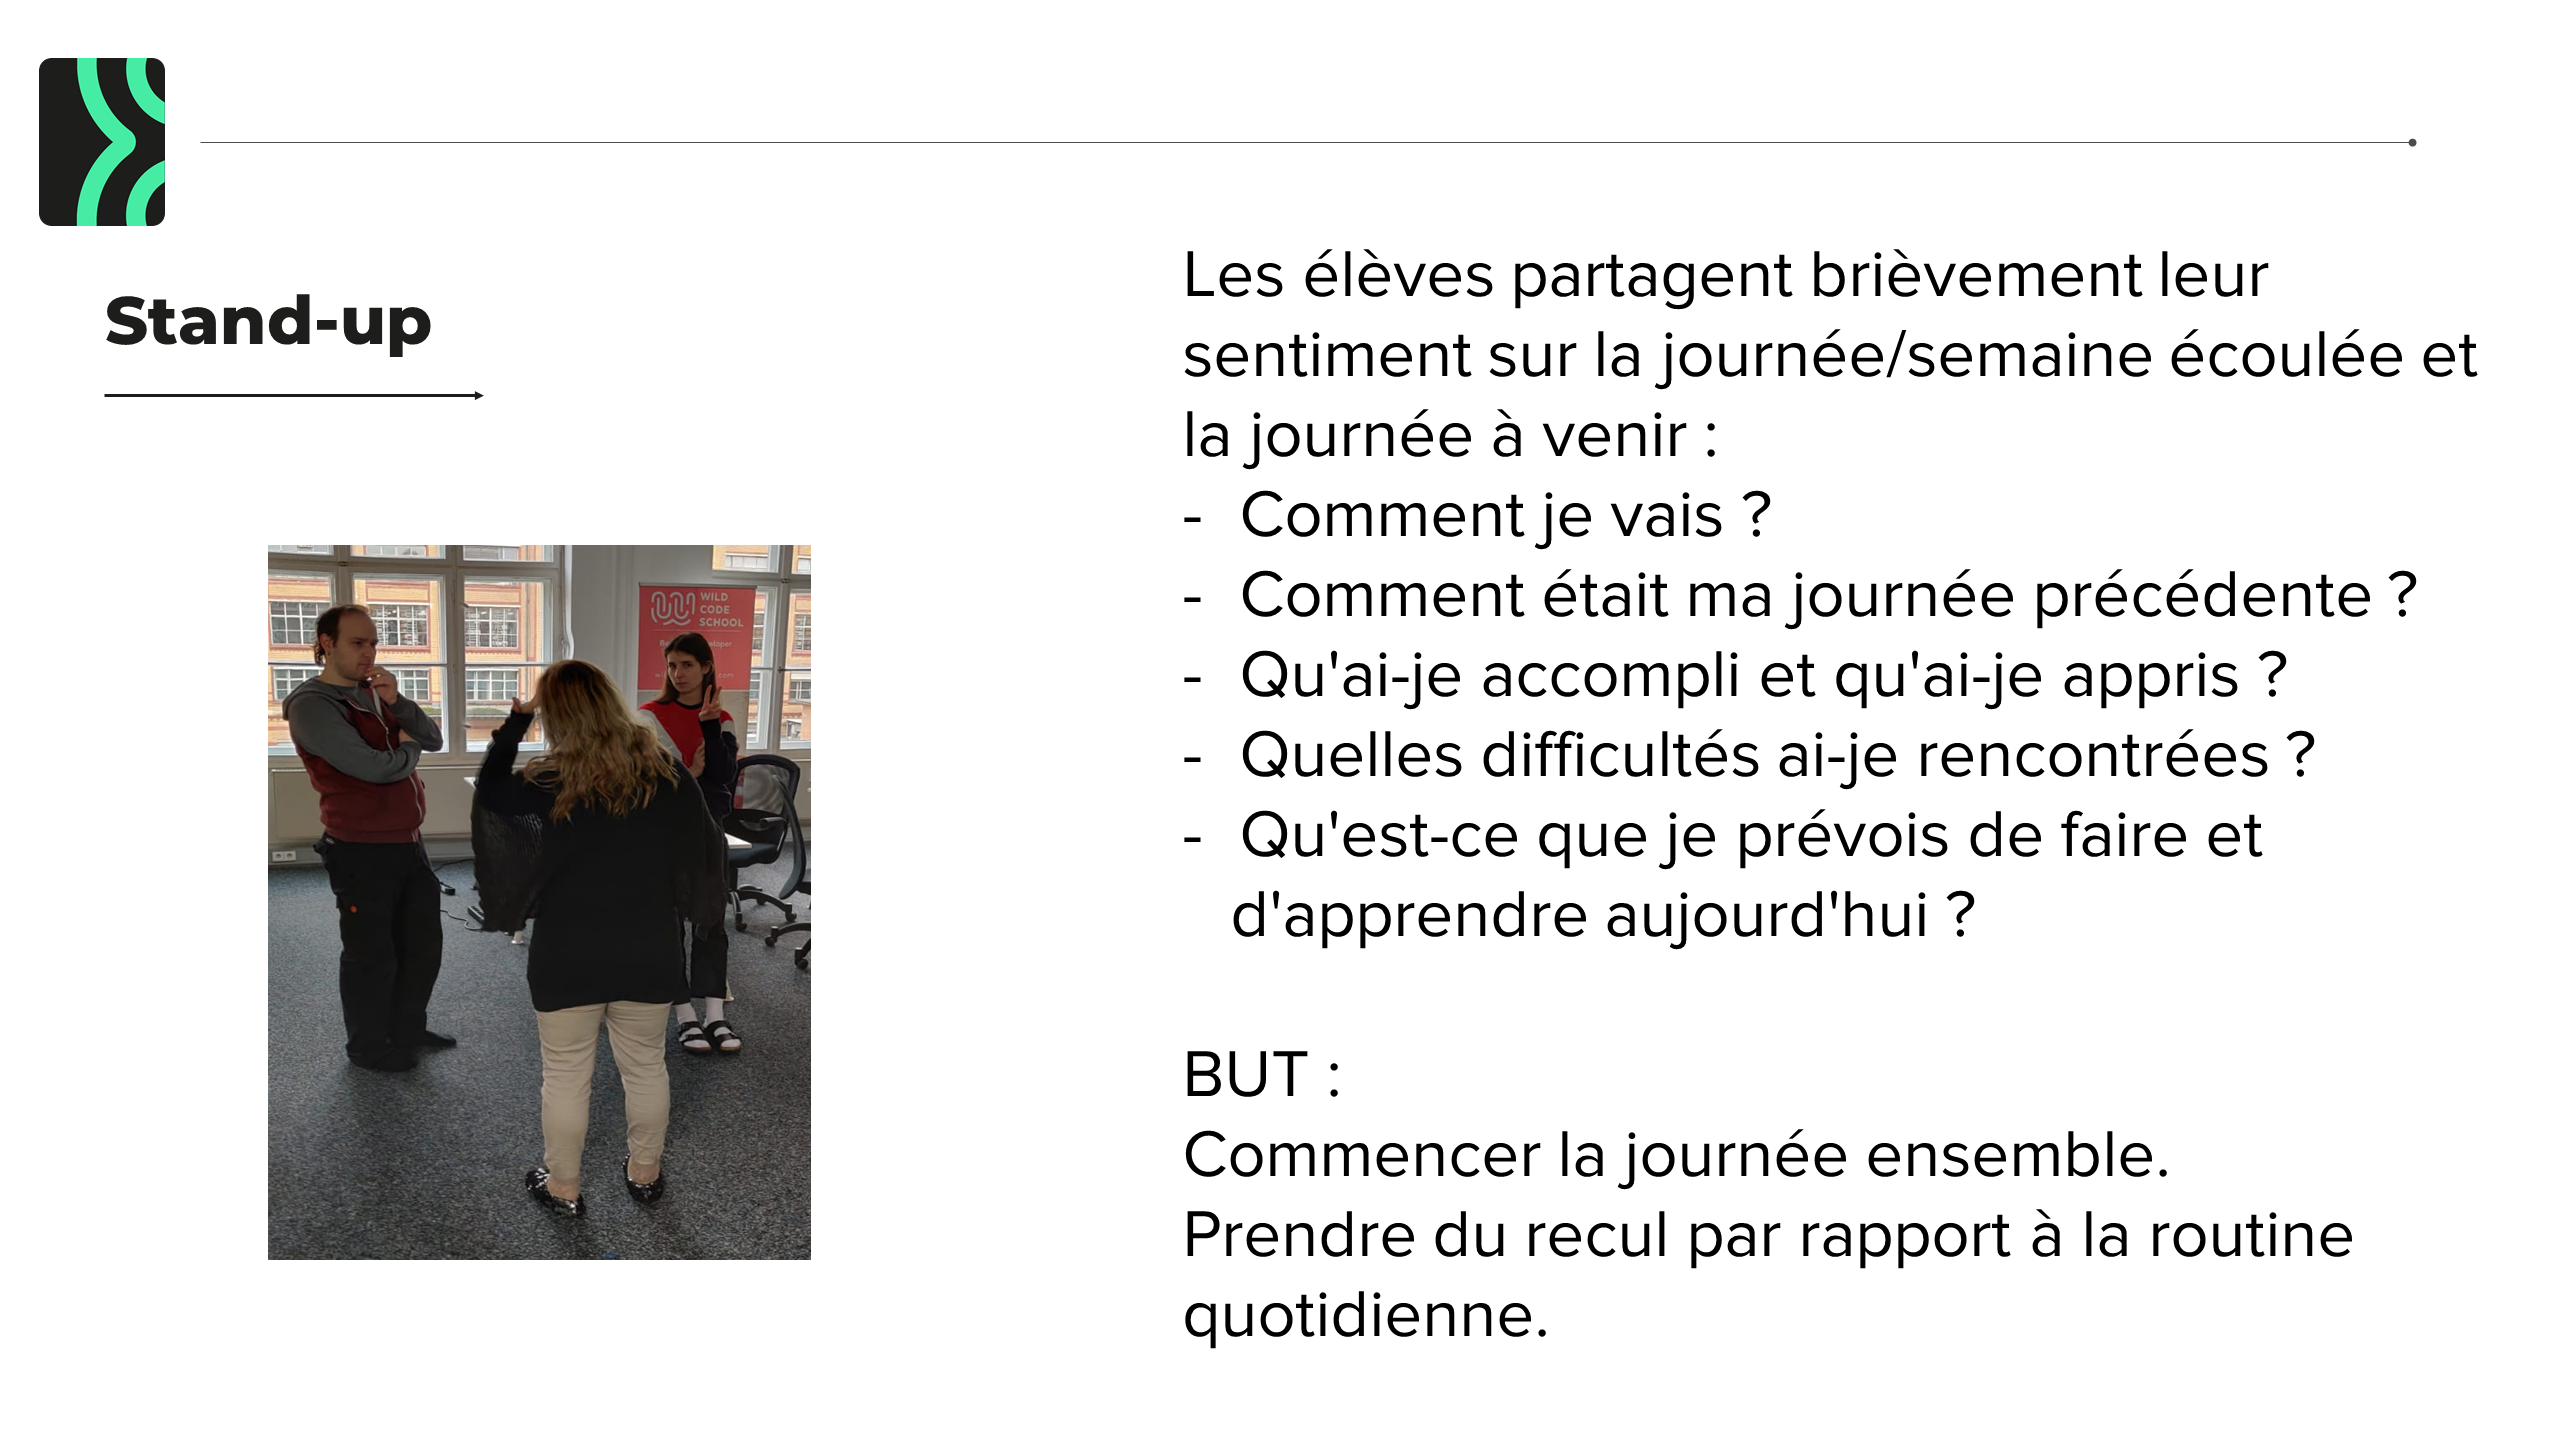 Stand-up
WILD
CODE
SCHOOL
Les élèves partagent brièvement leur
sentiment sur la journée/semaine écoulée et
la journée à venir :
- Comment je vais ?
- Comment était ma journée précédente ?
- Qu'ai-je accompli et qu'ai-je appris ?
- Quelles difficultés ai-je rencontrées ?
- Qu'est-ce que je prévois de faire et
d'apprendre aujourd'hui ?
BUT :
Commencer la journée ensemble.
Prendre du recul par rapport à la routine
quotidienne.